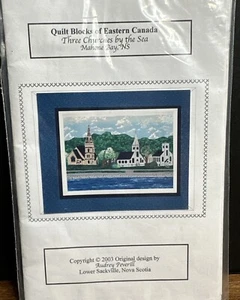 Quilt Blocks of Eastern Canada
Three Churches by the Sea
Mahone Bay, NS
Copyright © 2003 Original design by
Audrey Peverill
Lower Sackville, Nova Scotia